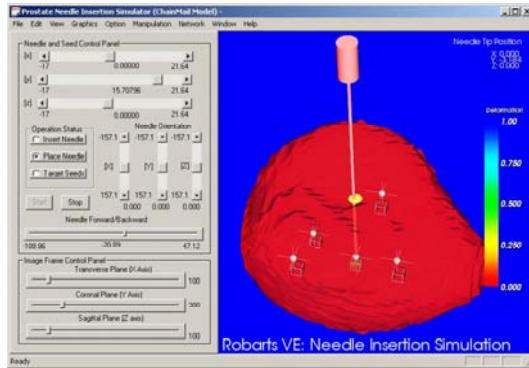 Prostate Needle Insertion Simulator (ChainMail Model)
File Edit View Graphics Option Manipulation Network Window Help
Needle and Seed Control Panel
[x]
-17 0.00000 21.64
[y]
-17 15.70796 21.64
[z]
-17 0.00000 21.64
Operation Status
Insert Needle
Place Needle
Target Seeds
Start Stop
Needle Orientation
-157.1 -157.1 -157.1
[X] [Y] [Z]
157.1 157.1 157.1
0.000 0.000 0.000
Needle Forward/Backward
47.12
Image Frame Control Panel
Transverse Plane (X Axis)
100
Coronal Plane (Y Axis)
Sagittal Plane (Z axis)
100
Ready
Needle Tip Position
X: 0.000
Z: 0.000
Deformation
1.00
0.750
0.500
0.250
0.000
Robarts VE: Needle Insertion Simulation